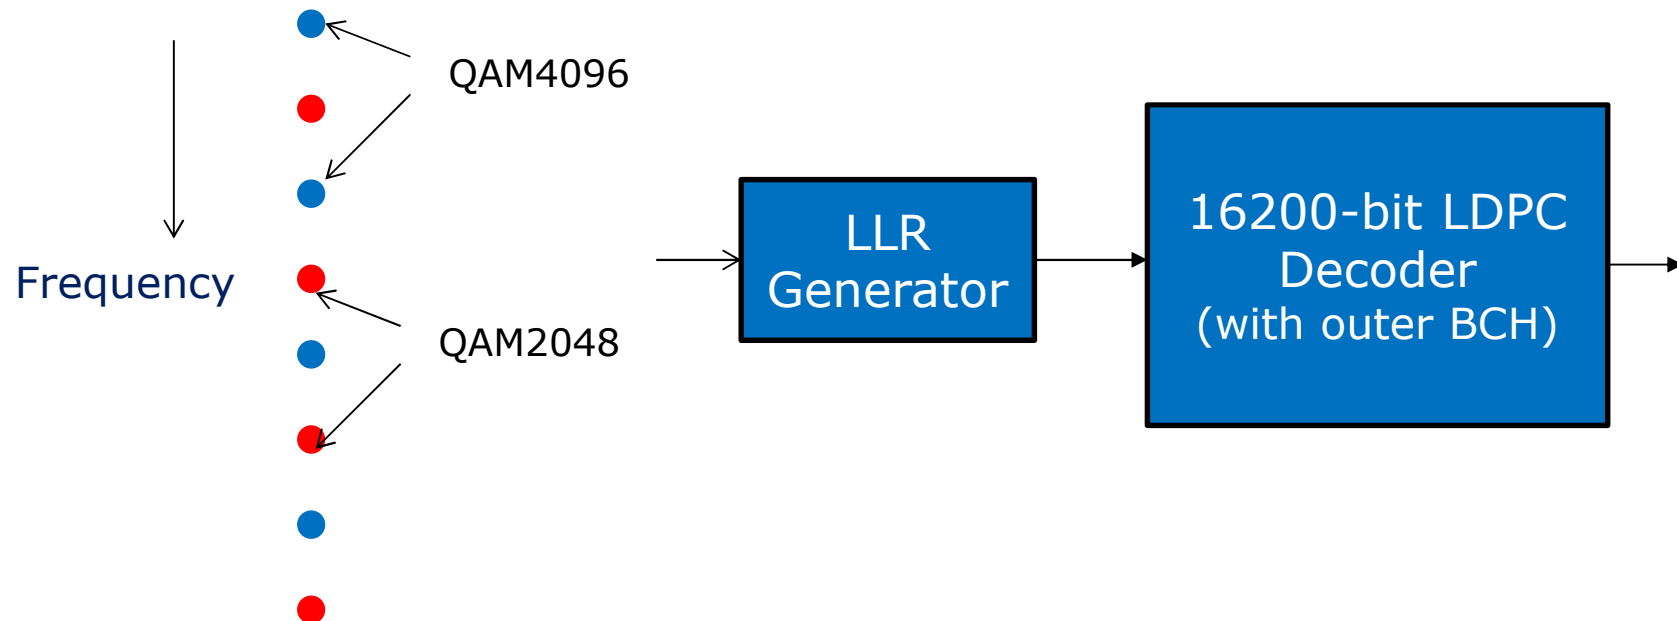 QAM4096
Frequency
QAM2048
LLR
Generator
16200-bit LDPC
Decoder
(with outer BCH)